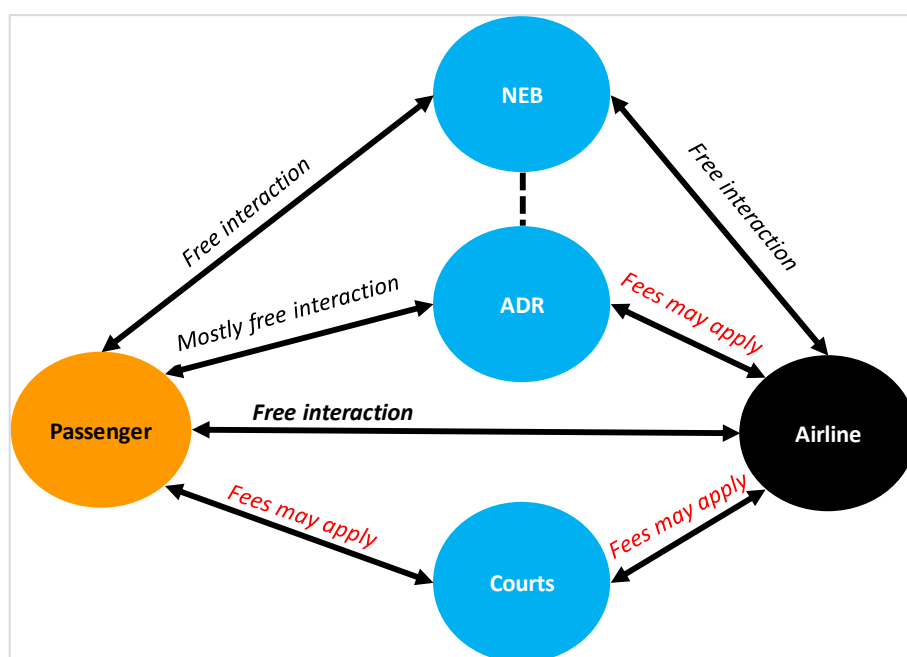 NEB
Free interaction
Free interaction
Mostly free interaction
ADR
Fees may apply
Passenger
Free interaction
Airline
Fees may apply
Fees may apply
Courts